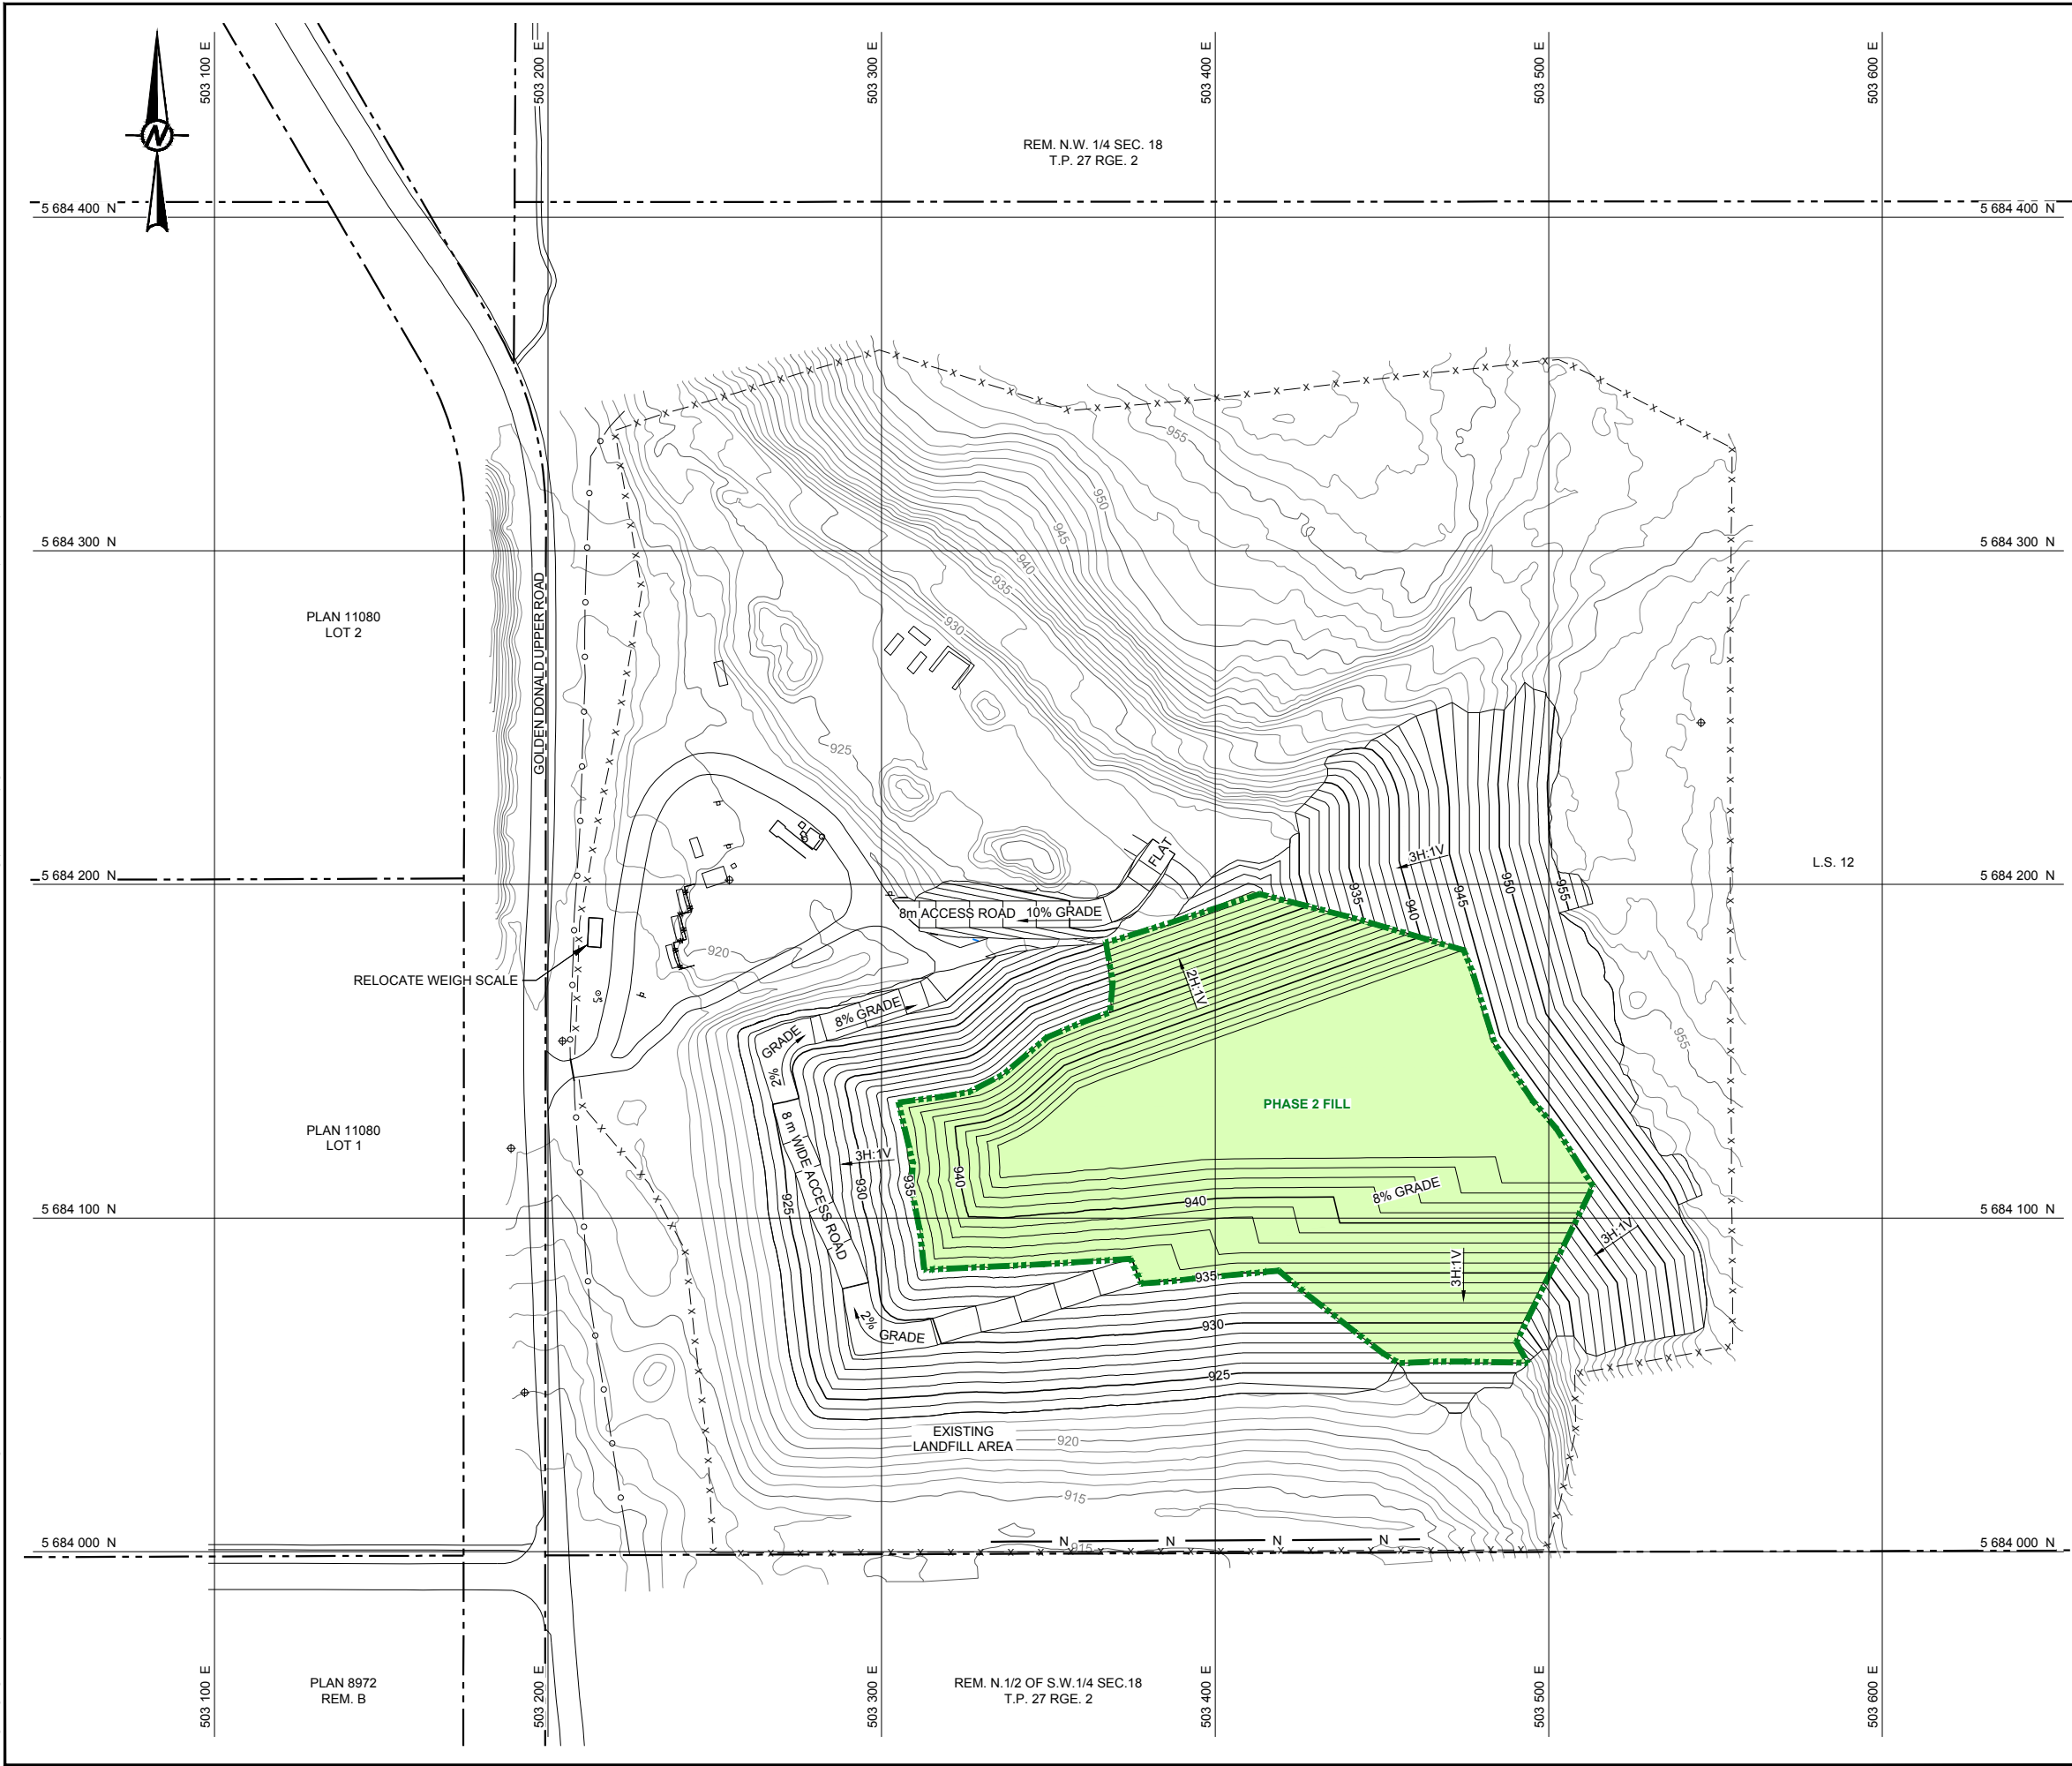 503 100 E
503 200 E
503 300 E
503 400 E
503 500 E
503 600 E
N
REM. N.W. 1/4 SEC. 18
T.P. 27 RGE. 2
5 684 400 N
5 684 400 N
955
950
945
940
935
930
5 684 300 N
5 684 300 N
GOLDEN DONALD UPPER ROAD
PLAN 11080
LOT 2
925
FLAT
3H:1V
L.S. 12
5 684 200 N
5 684 200 N
935
940
945
950
955
8m ACCESS ROAD
10% GRADE
920
RELOCATE WEIGH SCALE
2H:1V
8% GRADE
2% GRADE
955
PHASE 2 FILL
PLAN 11080
LOT 1
8 m WIDE ACCESS ROAD
3H:1V
925
930
935
940
940
8% GRADE
5 684 100 N
5 684 100 N
3H:1V
3H:1V
935
2% GRADE
930
925
EXISTING
LANDFILL AREA
920
915
5 684 000 N
N N N N
915
5 684 000 N
PLAN 8972
REM. B
REM. N.1/2 OF S.W.1/4 SEC.18
T.P. 27 RGE. 2
503 100 E
503 200 E
503 300 E
503 400 E
503 500 E
503 600 E